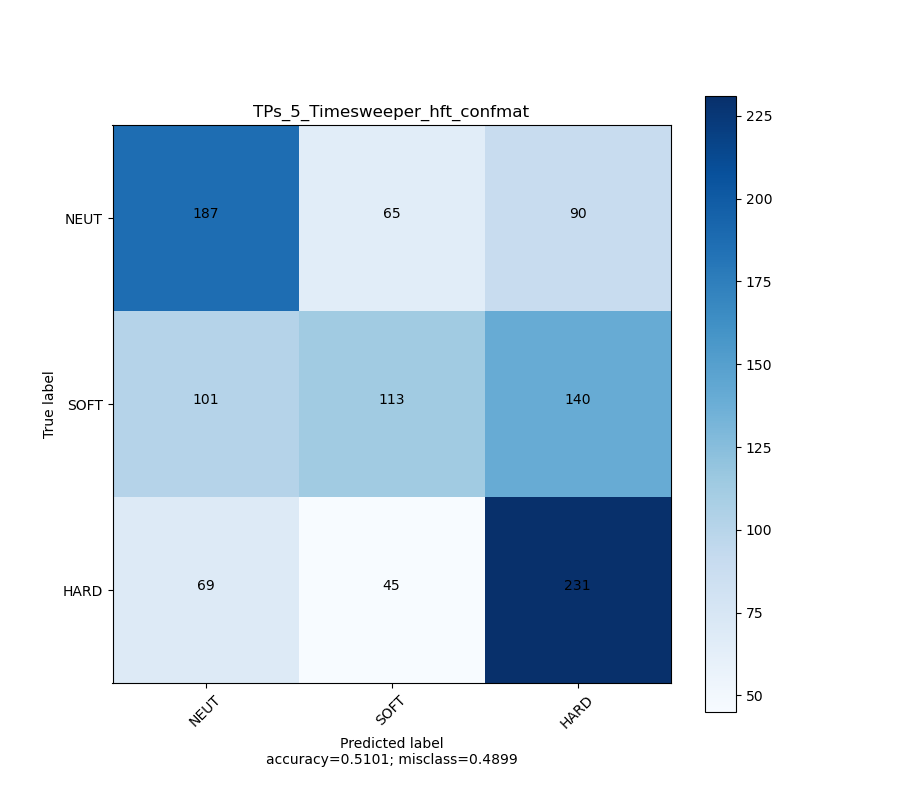 TPs_5_Timesweeper_hft_confmat
225
200
175
150
125
100
75
50
True label
NEUT
187
65
90
SOFT
101
113
140
HARD
69
45
231
NEUT
SOFT
HARD
Predicted label
accuracy=0.5101; misclass=0.4899